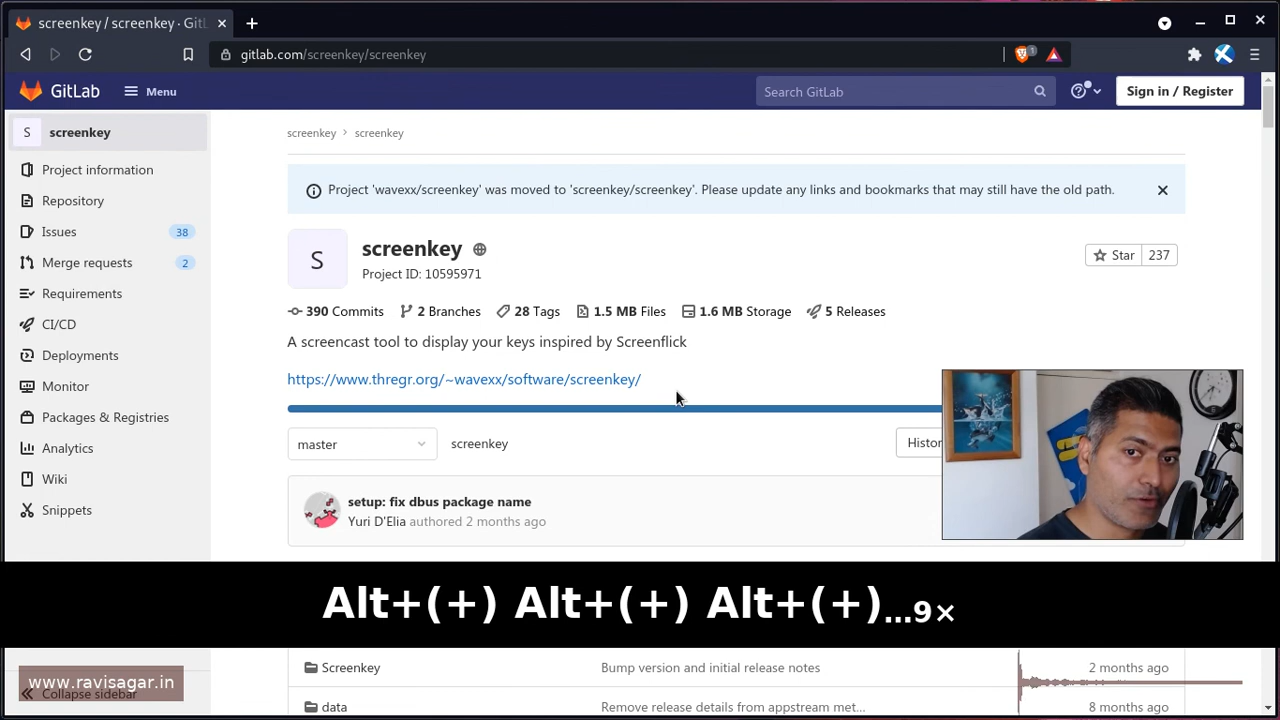 screenkey / screenkey · GitL
gitlab.com/screenkey/screenkey
1
GitLab
Menu
Search GitLab
Sign in / Register
S
screenkey
Project information
Repository
Issues
38
Merge requests
2
Requirements
CI/CD
Deployments
Monitor
Packages & Registries
Analytics
Wiki
Snippets
Collapse sidebar
screenkey > screenkey
Project 'wavexx/screenkey' was moved to 'screenkey/screenkey'. Please update any links and bookmarks that may still have the old path.
S
screenkey
Project ID: 10595971
Star
237
390 Commits
2 Branches
28 Tags
1.5 MB Files
1.6 MB Storage
5 Releases
A screencast tool to display your keys inspired by Screenflick
https://www.thregr.org/~wavexx/software/screenkey/
master
screenkey
Histor
setup: fix dbus package name
Yuri D'Elia authored 2 months ago
Alt+(+) Alt+(+) Alt+(+)...9×
Screenkey
Bump version and initial release notes
2 months ago
data
Remove release details from appstream met...
8 months ago
www.ravisagar.in